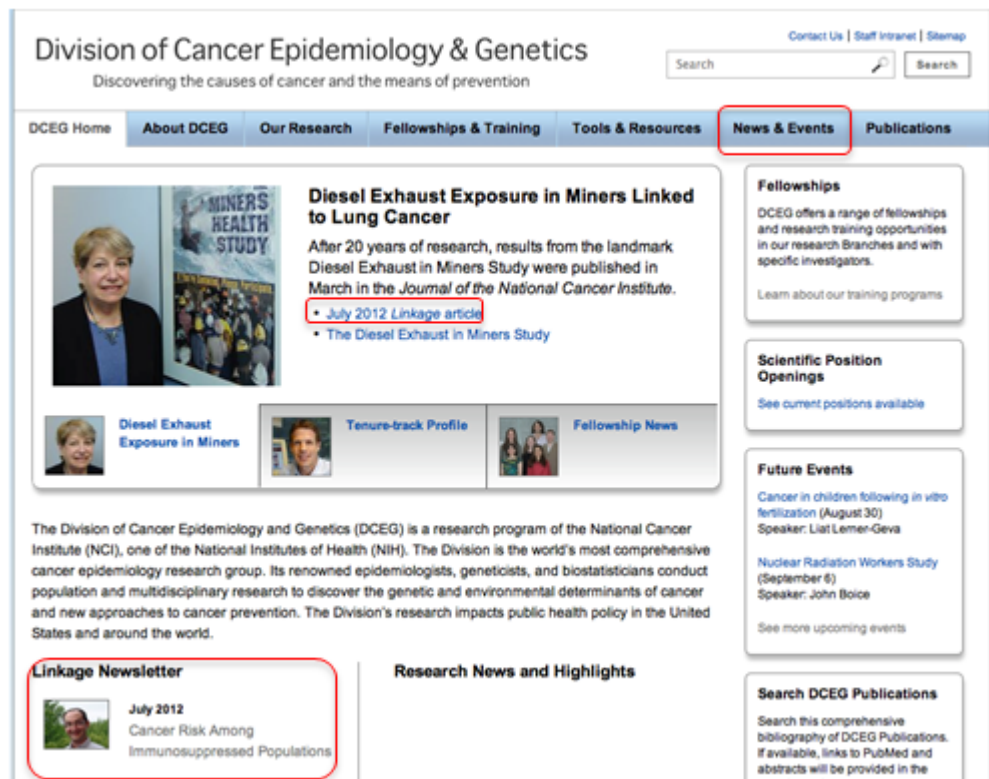 Division of Cancer Epidemiology & Genetics
Discovering the causes of cancer and the means of prevention
Contact Us | Staff Intranet | Sitemap
Search
Search
DCEG Home
About DCEG
Our Research
Fellowships & Training
Tools & Resources
News & Events
Publications
MINERS
HEALTH
STUDY
Diesel Exhaust Exposure in Miners Linked
to Lung Cancer
After 20 years of research, results from the landmark
Diesel Exhaust in Miners Study were published in
March in the Journal of the National Cancer Institute.
• July 2012 Linkage article
• The Diesel Exhaust in Miners Study
Diesel Exhaust
Exposure in Miners
Tenure-track Profile
Fellowship News
The Division of Cancer Epidemiology and Genetics (DCEG) is a research program of the National Cancer
Institute (NCI), one of the National Institutes of Health (NIH). The Division is the world's most comprehensive
cancer epidemiology research group. Its renowned epidemiologists, geneticists, and biostatisticians conduct
population and multidisciplinary research to discover the genetic and environmental determinants of cancer
and new approaches to cancer prevention. The Division's research impacts public health policy in the United
States and around the world.
Linkage Newsletter
July 2012
Cancer Risk Among
Immunosuppressed Populations
Research News and Highlights
Fellowships
DCEG offers a range of fellowships
and research training opportunities
in our research Branches and with
specific investigators.
Learn about our training programs
Scientific Position
Openings
See current positions available
Future Events
Cancer in children following in vitro
fertilization (August 30)
Speaker: Liat Lerner-Geva
Nuclear Radiation Workers Study
(September 6)
Speaker: John Boice
See more upcoming events
Search DCEG Publications
Search this comprehensive
bibliography of DCEG Publications.
If available, links to PubMed and
abstracts will be provided in the